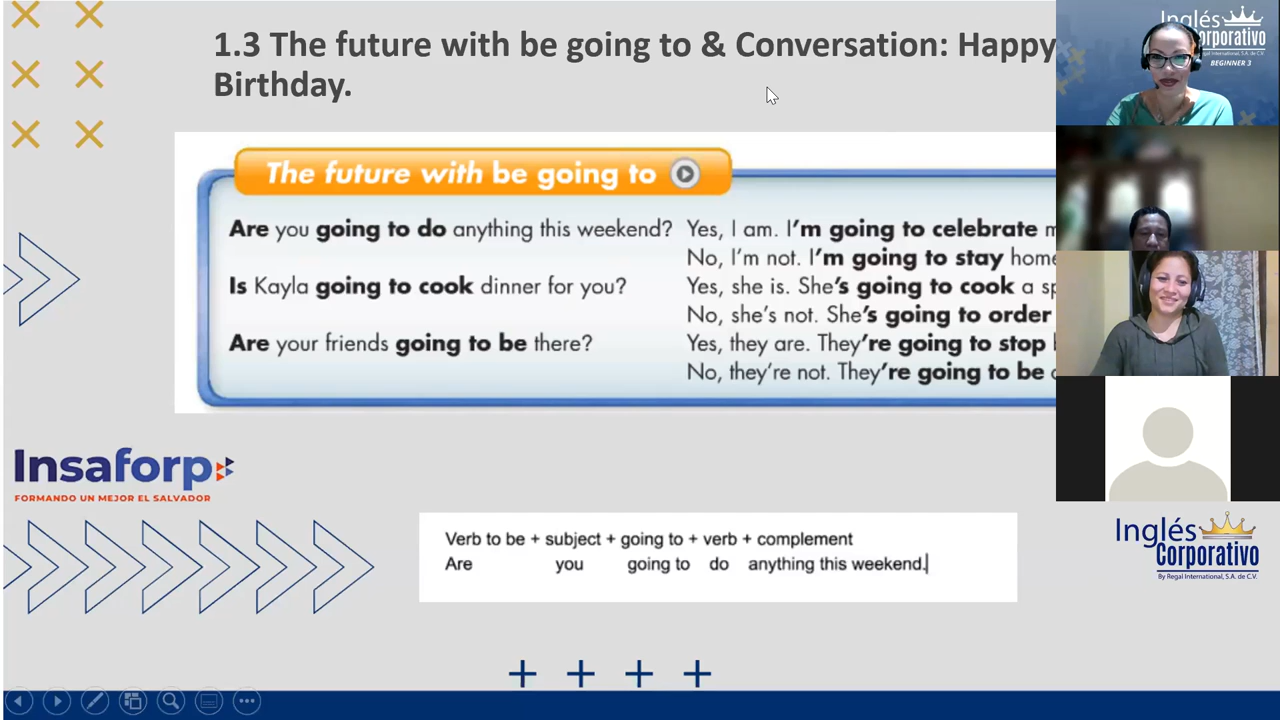 1.3 The future with be going to & Conversation: Happy
Birthday.
The future with be going to
Are you going to do anything this weekend?
Yes, I am. I'm going to celebrate
No, I'm not. I'm going to stay home
Is Kayla going to cook dinner for you?
Yes, she is. She's going to cook a
No, she's not. She's going to order
Are your friends going to be there?
Yes, they are. They're going to stop
No, they're not. They're going to be
Insaforp
FORMANDO UN MEJOR EL SALVADOR
Verb to be + subject + going to + verb + complement
Are you going to do anything this weekend.
Inglés
Corporativo
By Regal International, S.A. de C.V.
Inglés
Corporativo
Regal International, S.A. de C.V.
BEGINNER 3